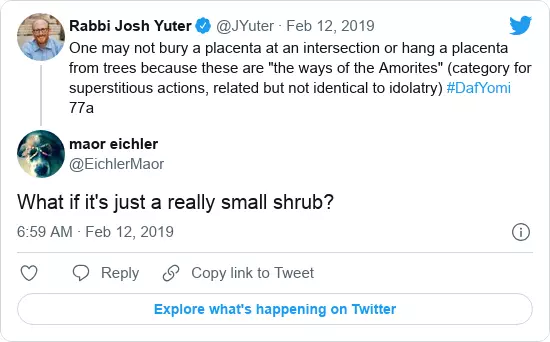 Rabbi Josh Yuter @JYuter · Feb 12, 2019
One may not bury a placenta at an intersection or hang a placenta
from trees because these are "the ways of the Amorites" (category for
superstitious actions, related but not identical to idolatry) #DafYomi
77a
maor eichler
@EichlerMaor
What if it's just a really small shrub?
6:59 AM · Feb 12, 2019
Reply Copy link to Tweet
Explore what's happening on Twitter